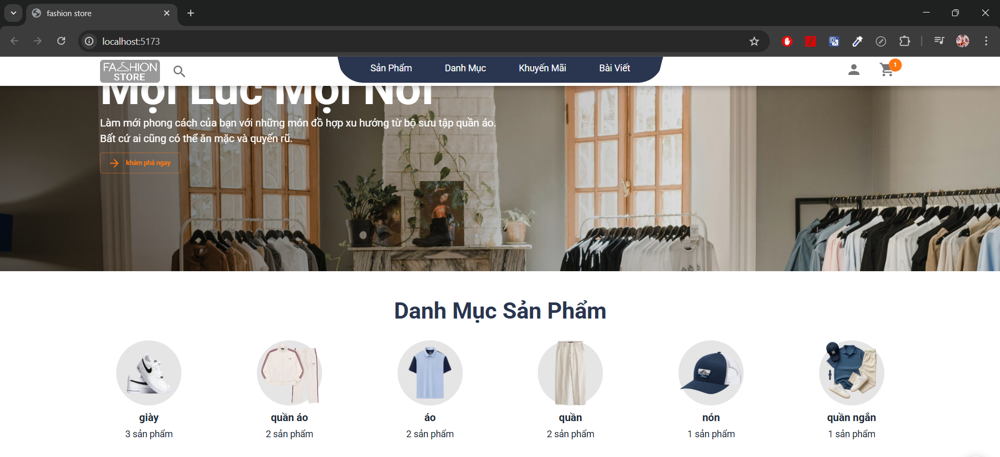 fashion store
localhost:5173
FASHION
STORE
Sản Phẩm
Danh Mục
Khuyến Mãi
Bài Viết
1
Mọi Lúc Mọi Nơi
Làm mới phong cách của bạn với những món đồ hợp xu hướng từ bộ sưu tập quần áo.
Bất cứ ai cũng có thể ăn mặc và quyến rũ.
khám phá ngay
Danh Mục Sản Phẩm
giày
3 sản phẩm
quần áo
2 sản phẩm
áo
2 sản phẩm
quần
2 sản phẩm
nón
1 sản phẩm
quần ngắn
1 sản phẩm